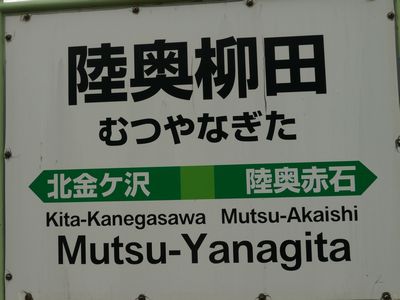 陸奥柳田
むつやなぎた
北金ケ沢 陸奥赤石
Kita-Kanegasawa Mutsu-Akaishi
Mutsu-Yanagita